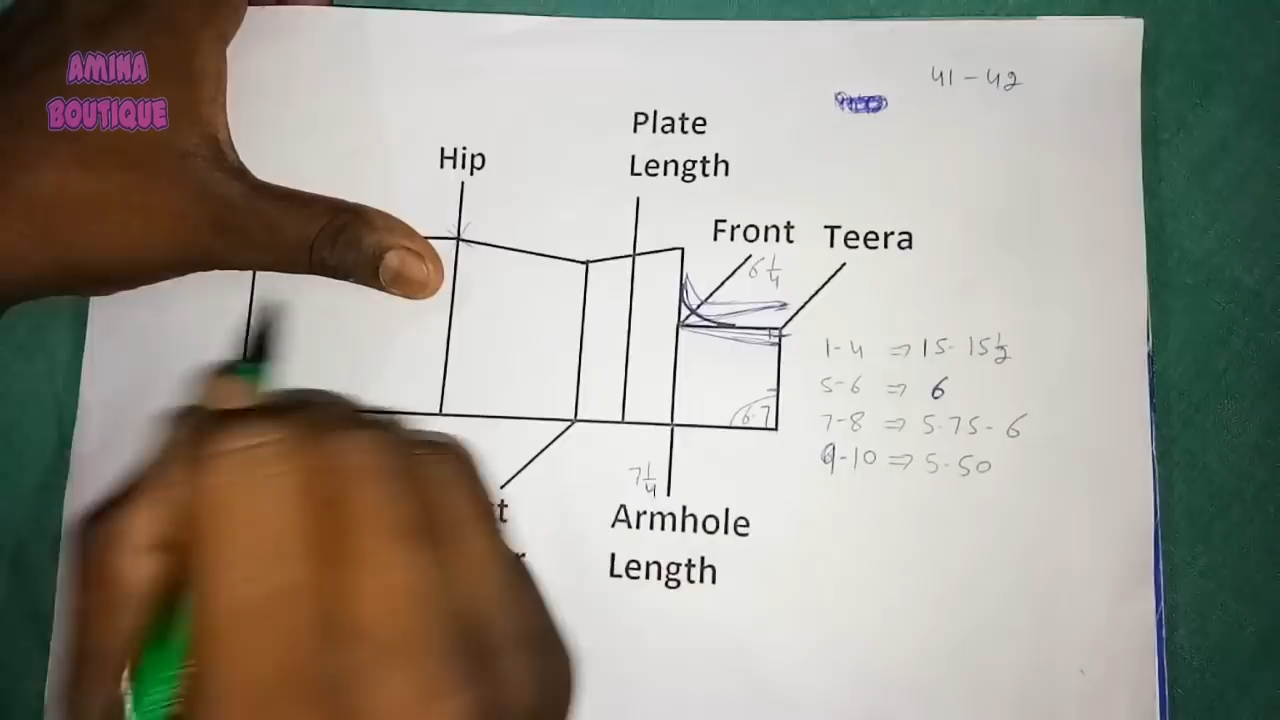 AMINA
BOUTIQUE
41-42
Plate
Length
Hip
Front
Teera
6 1/4
1-4 => 15-15 1/2
5-6 => 6
7-8 => 5.75-6
9-10 => 5.50
6.7
7 1/4
Armhole
Length